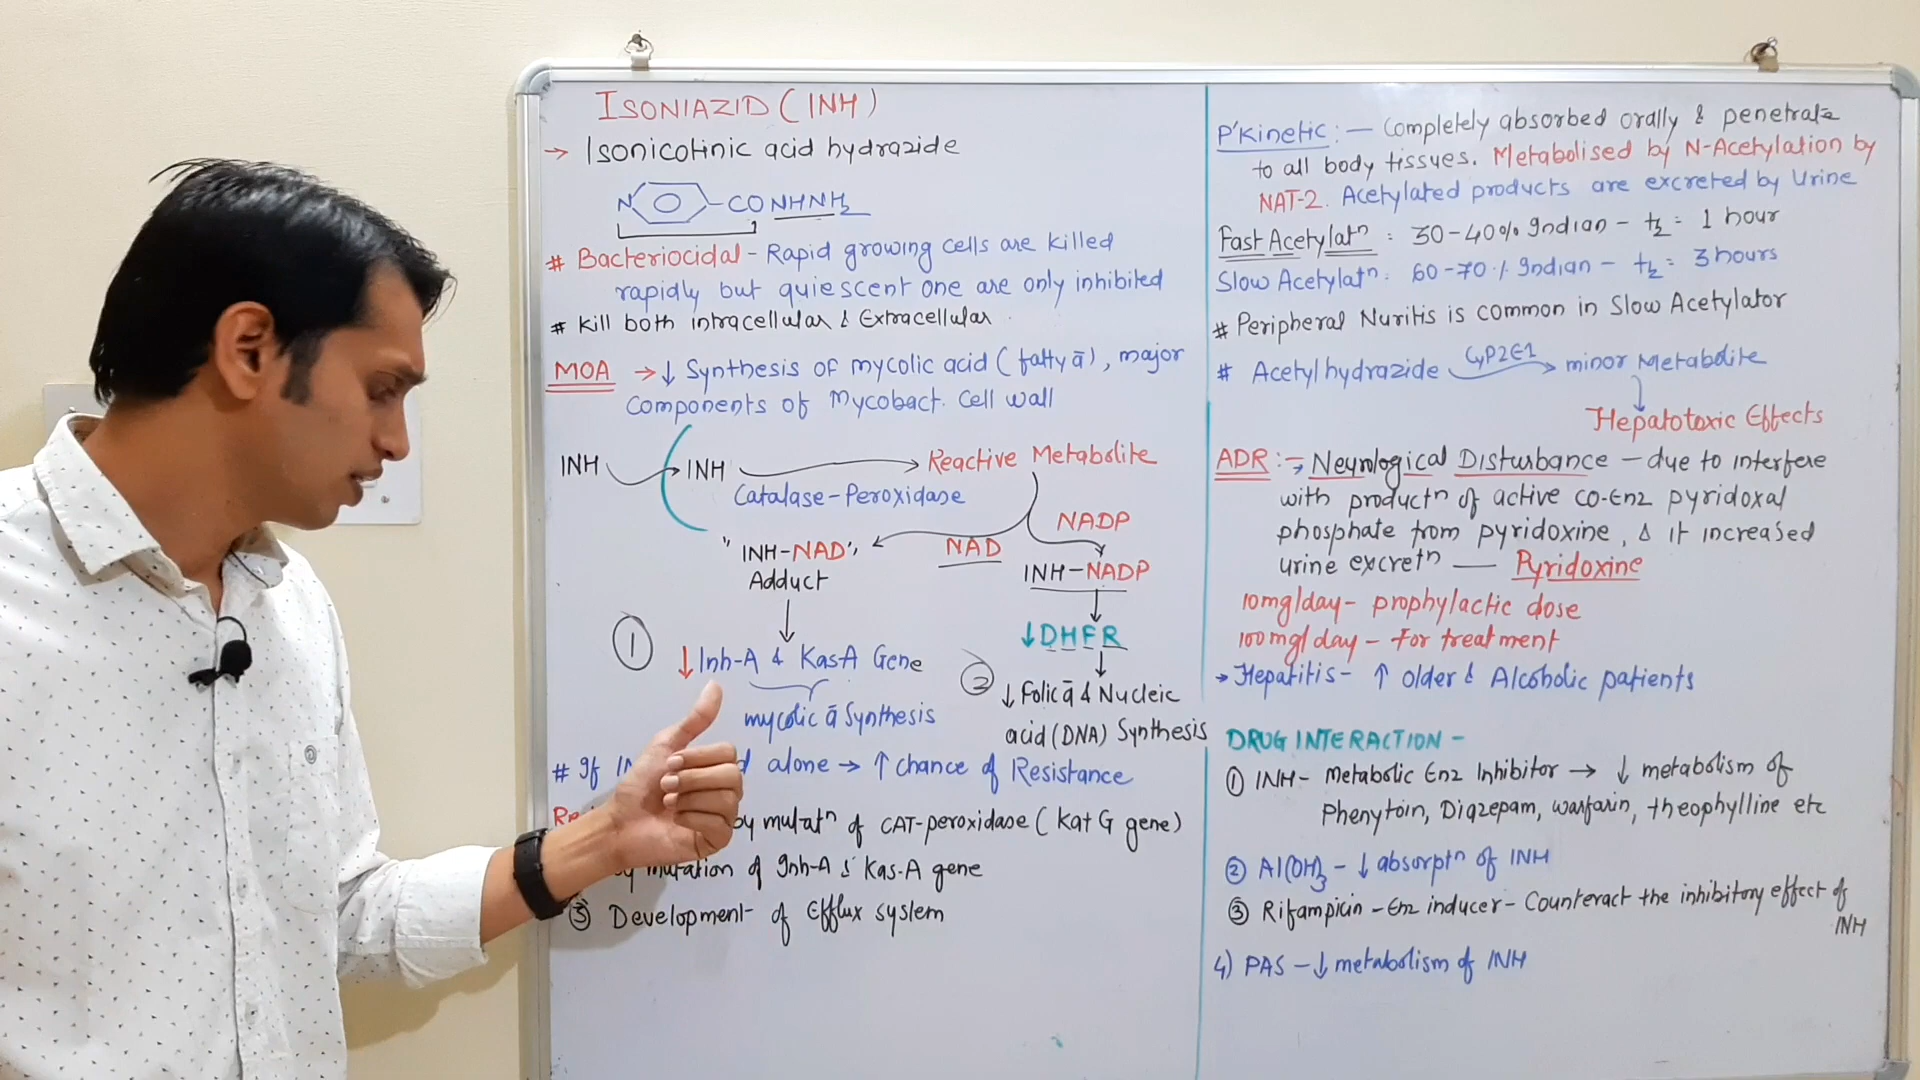 ISONIAZID (INH)
→ Isonicotinic acid hydrazide
N CONHNH2
# Bacteriocidal - Rapid growing cells are killed
rapidly but quiescent one are only inhibited
# Kill both intracellular & Extracellular
MOA → ↓ Synthesis of mycolic acid (fatty ā), major
Components of Mycobact. Cell wall
INH → INH → Reactive Metabolite
Catalase-Peroxidase
NADP
"INH-NAD" NAD
Adduct
INH-NADP
↓DHFR
①
↓Inh-A & KasA Gene
②
↓Folic ā & Nucleic
mycolic ā Synthesis
acid (DNA) Synthesis
# If alone → ↑ chance of Resistance
by mutatn of CAT-peroxidase (Kat G gene)
by mutation of Inh-A & Kas-A gene
③ Development of Efflux system
P'Kinetic :— Completely absorbed orally & penetrate
to all body tissues. Metabolised by N-Acetylation by
NAT-2. Acetylated products are excreted by Urine
Fast Acetylatn : 30-40% Indian - t½ = 1 hour
Slow Acetylatn : 60-70% Indian - t½ = 3 hours
# Peripheral Nuritis is common in Slow Acetylator
# Acetyl hydrazide CyP2E1 → minor Metabolite
↓
Hepatotoxic Effects
ADR :→ Neurological Disturbance - due to interfere
with productn of active co-Enz pyridoxal
phosphate from pyridoxine, & it increased
urine excretn — Pyridoxine
10mg/day- prophylactic dose
100mg/day - For treatment
→ Hepatitis- ↑ older & Alcoholic patients
DRUG INTERACTION -
① INH- Metabolic Enz Inhibitor → ↓ metabolism of
Phenytoin, Diazepam, warfarin, theophylline etc
② Al(OH)3 - ↓ absorptn of INH
③ Rifampicin - Enz inducer - Counteract the inhibitory effect of
INH
4) PAS - ↓ metabolism of INH